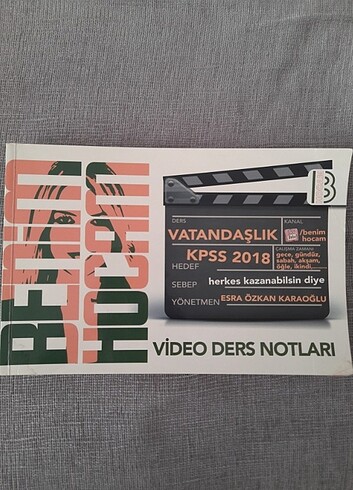 BENİM
HOCAM
DERS
VATANDAŞLIK
KANAL
/benim
hocam
KPSS 2018
HEDEF
ÇALIŞMA ZAMANI
gece, gündüz,
sabah, akşam,
öğle, ikindi,...
SEBEP
herkes kazanabilsin diye
YÖNETMEN
ESRA ÖZKAN KARAOĞLU
VİDEO DERS NOTLARI